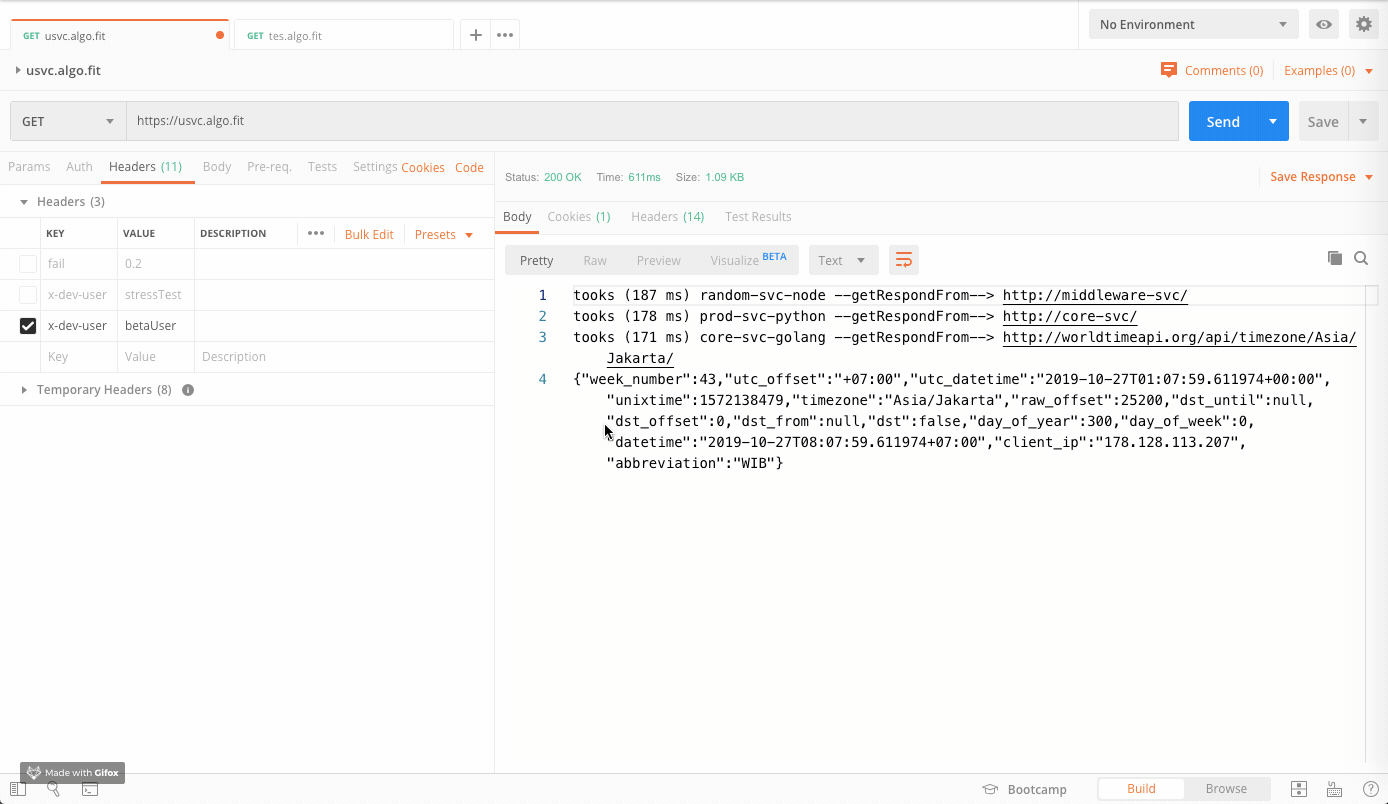 GET usvc.algo.fit
GET tes.algo.fit
No Environment
usvc.algo.fit
Comments (0)
Examples (0)
GET
https://usvc.algo.fit
Send
Save
Params Auth Headers (11) Body Pre-req. Tests Settings Cookies Code
Headers (3)
KEY VALUE DESCRIPTION ••• Bulk Edit Presets
fail 0.2
x-dev-user stressTest
x-dev-user betaUser
Key Value Description
Temporary Headers (8)
Status: 200 OK Time: 611ms Size: 1.09 KB
Save Response
Body Cookies (1) Headers (14) Test Results
Pretty Raw Preview Visualize BETA Text
1 tooks (187 ms) random-svc-node --getRespondFrom--> http://middleware-svc/
2 tooks (178 ms) prod-svc-python --getRespondFrom--> http://core-svc/
3 tooks (171 ms) core-svc-golang --getRespondFrom--> http://worldtimeapi.org/api/timezone/Asia/
Jakarta/
4 {"week_number":43,"utc_offset":"+07:00","utc_datetime":"2019-10-27T01:07:59.611974+00:00",
"unixtime":1572138479,"timezone":"Asia/Jakarta","raw_offset":25200,"dst_until":null,
"dst_offset":0,"dst_from":null,"dst":false,"day_of_year":300,"day_of_week":0,
"datetime":"2019-10-27T08:07:59.611974+07:00","client_ip":"178.128.113.207",
"abbreviation":"WIB"}
Made with Gifox
Bootcamp
Build
Browse